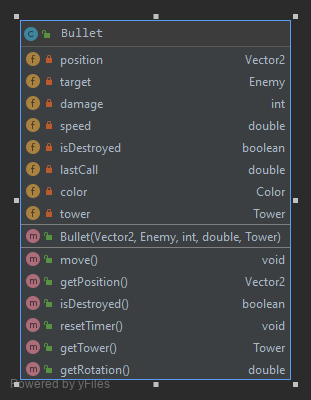 Bullet
position Vector2
target Enemy
damage int
speed double
isDestroyed boolean
lastCall double
color Color
tower Tower
Bullet(Vector2, Enemy, int, double, Tower)
move() void
getPosition() Vector2
isDestroyed() boolean
resetTimer() void
getTower() Tower
getRotation() double
Powered by yFiles